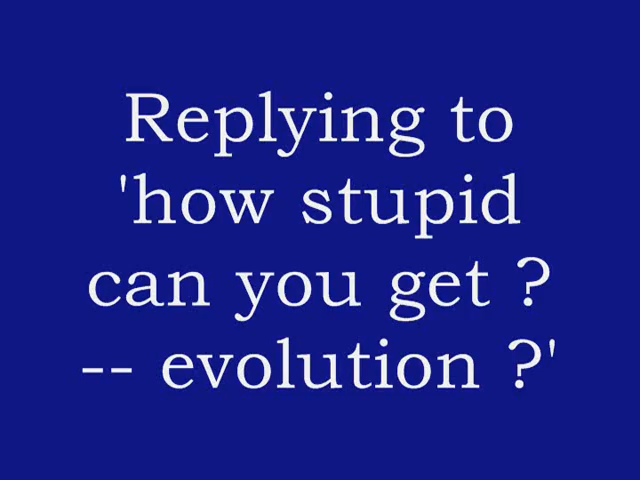 Replying to
'how stupid
can you get ?
-- evolution ?'